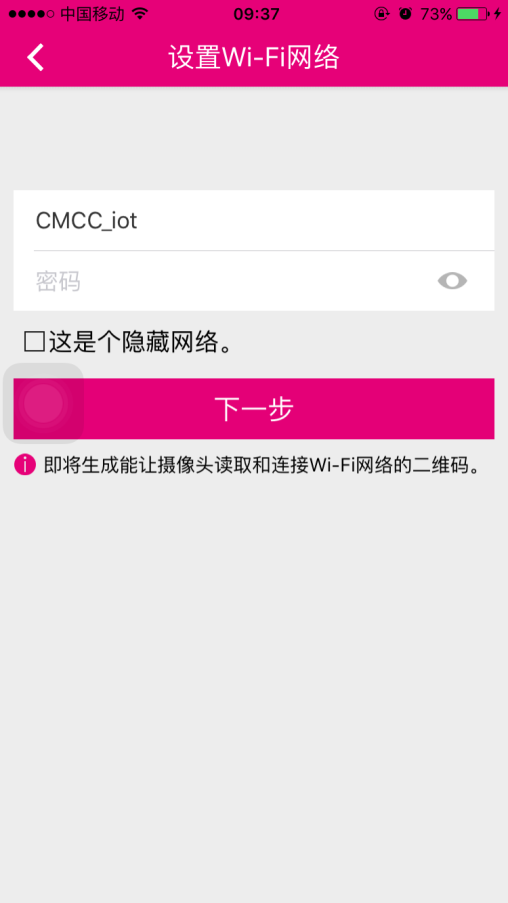 中国移动 09:37 73%
设置Wi-Fi网络
CMCC_iot
密码
这是个隐藏网络。
下一步
i 即将生成能让摄像头读取和连接Wi-Fi网络的二维码。